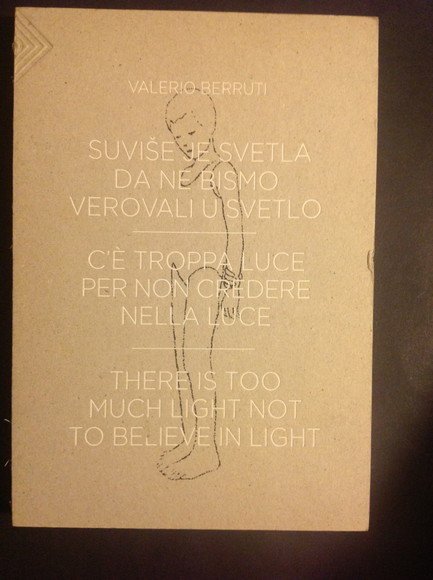 VALERIO BERRUTI
SUVIŠE JE SVETLA
DA NE BISMO
VEROVALI U SVETLO
C'È TROPPA LUCE
PER NON CREDERE
NELLA LUCE
THERE IS TOO
MUCH LIGHT NOT
TO BELIEVE IN LIGHT